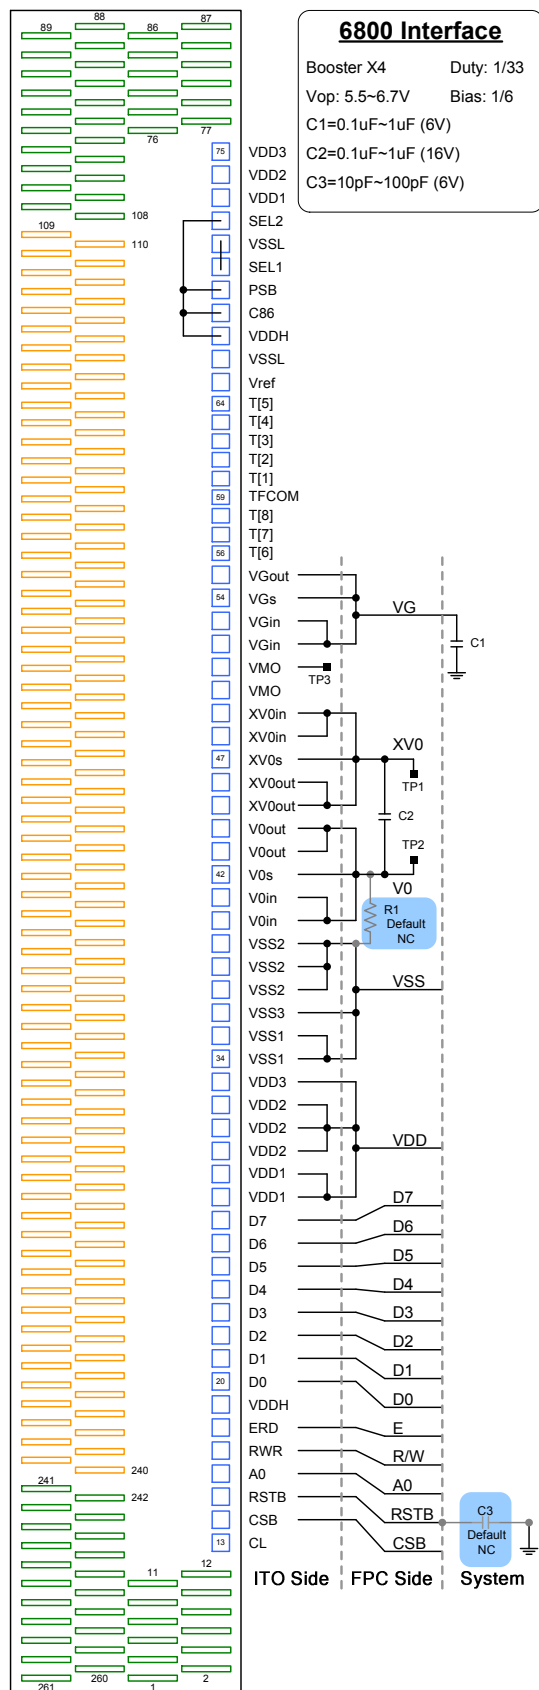 6800 Interface
Booster X4 Duty: 1/33
Vop: 5.5~6.7V Bias: 1/6
C1=0.1uF~1uF (6V)
C2=0.1uF~1uF (16V)
C3=10pF~100pF (6V)
88 87
89 86
76 77
75 VDD3
VDD2
VDD1
108 SEL2
109
110 VSSL
SEL1
PSB
C86
VDDH
VSSL
Vref
64 T[5]
T[4]
T[3]
T[2]
T[1]
59 TFCOM
T[8]
T[7]
56 T[6]
VGout
54 VGs VG
VGin
VGin C1
VMO TP3
VMO
XV0in
XV0in XV0
47 XV0s
XV0out TP1
XV0out C2
V0out
V0out TP2
42 V0s
V0in V0
V0in R1 Default NC
VSS2
VSS2
VSS2 VSS
VSS3
VSS1
34 VSS1
VDD3
VDD2
VDD2
VDD2 VDD
VDD1
VDD1
D7 D7
D6 D6
D5 D5
D4 D4
D3 D3
D2 D2
D1 D1
20 D0 D0
VDDH
ERD E
RWR R/W
240 A0 A0
241
242 RSTB RSTB C3 Default NC
CSB CSB
13 CL
12
11
ITO Side FPC Side System
261 260 1 2